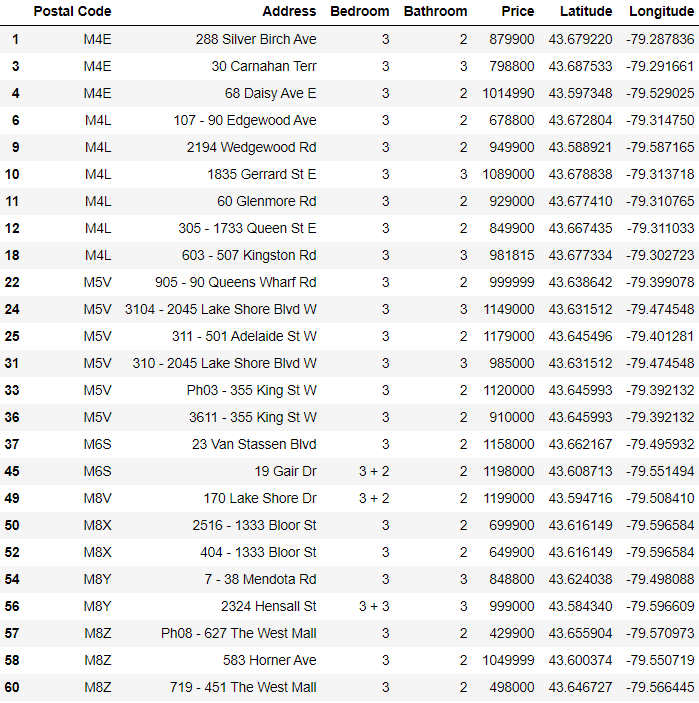 Postal Code Address Bedroom Bathroom Price Latitude Longitude
1 M4E 288 Silver Birch Ave 3 2 879900 43.679220 -79.287836
3 M4E 30 Carnahan Terr 3 3 798800 43.687533 -79.291661
4 M4E 68 Daisy Ave E 3 2 1014990 43.597348 -79.529025
6 M4L 107 - 90 Edgewood Ave 3 2 678800 43.672804 -79.314750
9 M4L 2194 Wedgewood Rd 3 2 949900 43.588921 -79.587165
10 M4L 1835 Gerrard St E 3 3 1089000 43.678838 -79.313718
11 M4L 60 Glenmore Rd 3 2 929000 43.677410 -79.310765
12 M4L 305 - 1733 Queen St E 3 2 849900 43.667435 -79.311033
18 M4L 603 - 507 Kingston Rd 3 3 981815 43.677334 -79.302723
22 M5V 905 - 90 Queens Wharf Rd 3 2 999999 43.638642 -79.399078
24 M5V 3104 - 2045 Lake Shore Blvd W 3 3 1149000 43.631512 -79.474548
25 M5V 311 - 501 Adelaide St W 3 2 1179000 43.645496 -79.401281
31 M5V 310 - 2045 Lake Shore Blvd W 3 3 985000 43.631512 -79.474548
33 M5V Ph03 - 355 King St W 3 2 1120000 43.645993 -79.392132
36 M5V 3611 - 355 King St W 3 2 910000 43.645993 -79.392132
37 M6S 23 Van Stassen Blvd 3 2 1158000 43.662167 -79.495932
45 M6S 19 Gair Dr 3 + 2 2 1198000 43.608713 -79.551494
49 M8V 170 Lake Shore Dr 3 + 2 2 1199000 43.594716 -79.508410
50 M8X 2516 - 1333 Bloor St 3 2 699900 43.616149 -79.596584
52 M8X 404 - 1333 Bloor St 3 2 649900 43.616149 -79.596584
54 M8Y 7 - 38 Mendota Rd 3 3 848800 43.624038 -79.498088
56 M8Y 2324 Hensall St 3 + 3 3 999000 43.584340 -79.596609
57 M8Z Ph08 - 627 The West Mall 3 2 429900 43.655904 -79.570973
58 M8Z 583 Horner Ave 3 2 1049999 43.600374 -79.550719
60 M8Z 719 - 451 The West Mall 3 2 498000 43.646727 -79.566445